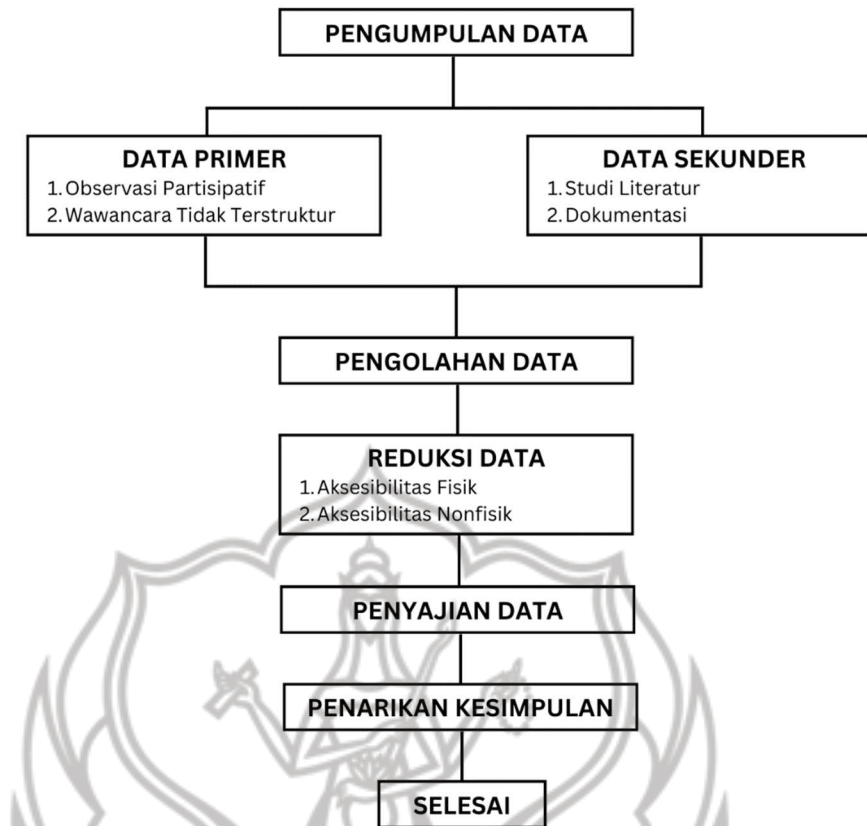 PENGUMPULAN DATA
DATA PRIMER
1. Observasi Partisipatif
2. Wawancara Tidak Terstruktur
DATA SEKUNDER
1. Studi Literatur
2. Dokumentasi
PENGOLAHAN DATA
REDUKSI DATA
1. Aksesibilitas Fisik
2. Aksesibilitas Nonfisik
PENYAJIAN DATA
PENARIKAN KESIMPULAN
SELESAI